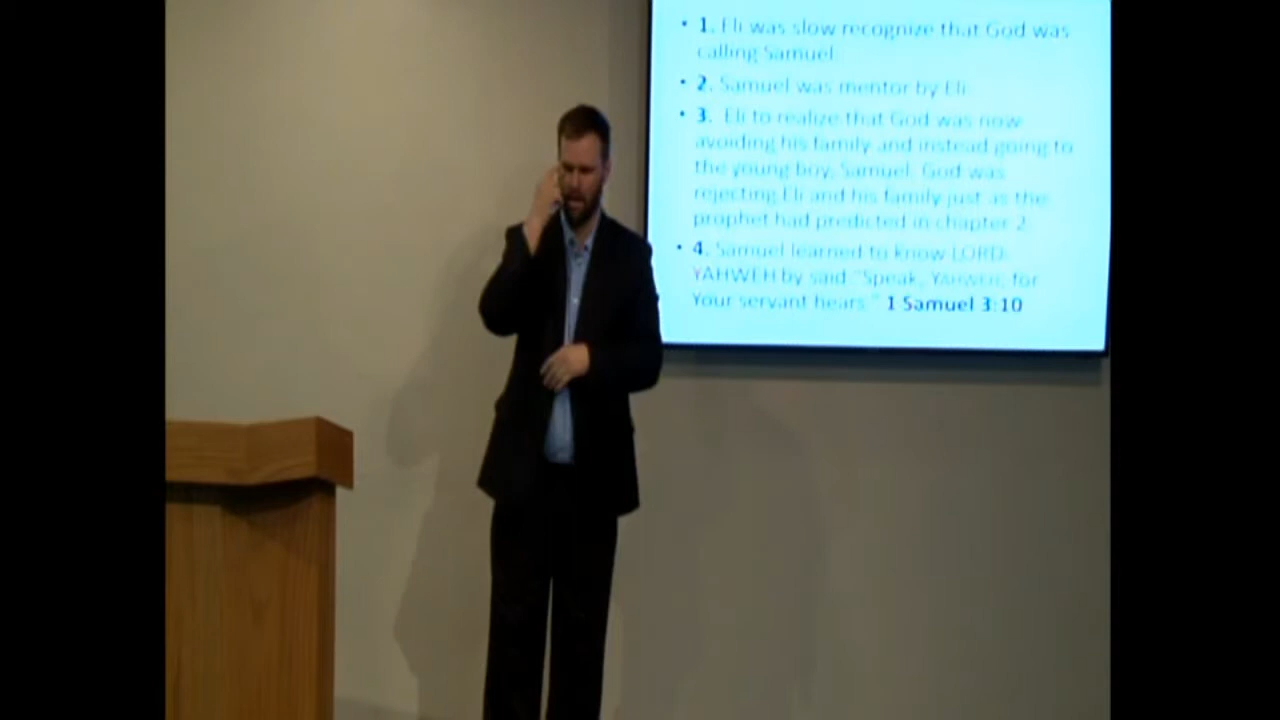 • 1. Eli was slow recognize that God was
calling Samuel.
• 2. Samuel was mentor by Eli.
• 3. Eli to realize that God was now
avoiding his family and instead going to
the young boy, Samuel. God was
rejecting Eli and his family just as the
prophet had predicted in chapter 2.
• 4. Samuel learned to know LORD:
YAHWEH by said "Speak, YAHWEH, for
Your servant hears." 1 Samuel 3:10